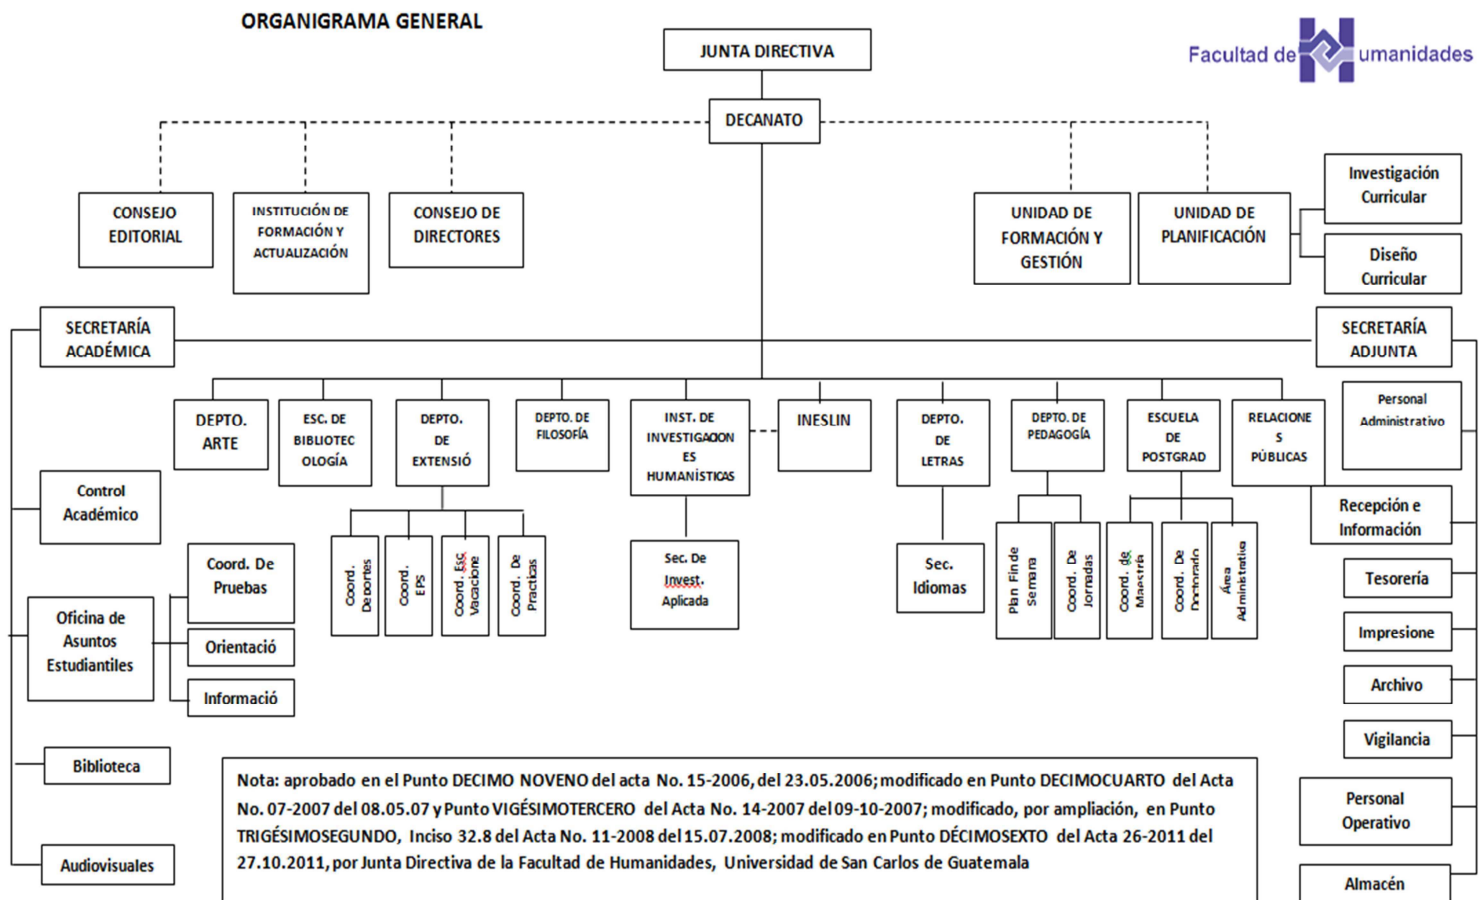 ORGANIGRAMA GENERAL
JUNTA DIRECTIVA
Facultad de Humanidades
DECANATO
CONSEJO
EDITORIAL
INSTITUCIÓN DE
FORMACIÓN Y
ACTUALIZACIÓN
CONSEJO DE
DIRECTORES
UNIDAD DE
FORMACIÓN Y
GESTIÓN
UNIDAD DE
PLANIFICACIÓN
Investigación
Curricular
Diseño
Curricular
SECRETARÍA
ACADÉMICA
SECRETARÍA
ADJUNTA
DEPTO.
ARTE
ESC. DE
BIBLIOTEC
OLOGÍA
DEPTO.
DE
EXTENSIÓ
DEPTO. DE
FILOSOFÍA
INST. DE
INVESTIGACION
ES
HUMANÍSTICAS
INESLIN
DEPTO.
DE
LETRAS
DEPTO. DE
PEDAGOGÍA
ESCUELA
DE
POSTGRAD
RELACIONE
S
PÚBLICAS
Personal
Administrativo
Control
Académico
Recepción e
Información
Coord. De
Pruebas
Coord.
Deportes
Coord.
EPS
Coord. Esc.
Vacacione
Coord. De
Practicas
Sec. De
Invest.
Aplicada
Sec.
Idiomas
Plan Fin de
Semana
Coord. De
Jornadas
Coord. de
Maestría
Coord. De
Doctorado
Área
Administrativa
Tesorería
Oficina de
Asuntos
Estudiantiles
Orientació
Impresione
Informació
Archivo
Vigilancia
Biblioteca
Personal
Operativo
Audiovisuales
Almacén
Nota: aprobado en el Punto DECIMO NOVENO del acta No. 15-2006, del 23.05.2006; modificado en Punto DECIMOCUARTO del Acta
No. 07-2007 del 08.05.07 y Punto VIGÉSIMOTERCERO del Acta No. 14-2007 del 09-10-2007; modificado, por ampliación, en Punto
TRIGÉSIMOSEGUNDO, Inciso 32.8 del Acta No. 11-2008 del 15.07.2008; modificado en Punto DÉCIMOSEXTO del Acta 26-2011 del
27.10.2011, por Junta Directiva de la Facultad de Humanidades, Universidad de San Carlos de Guatemala